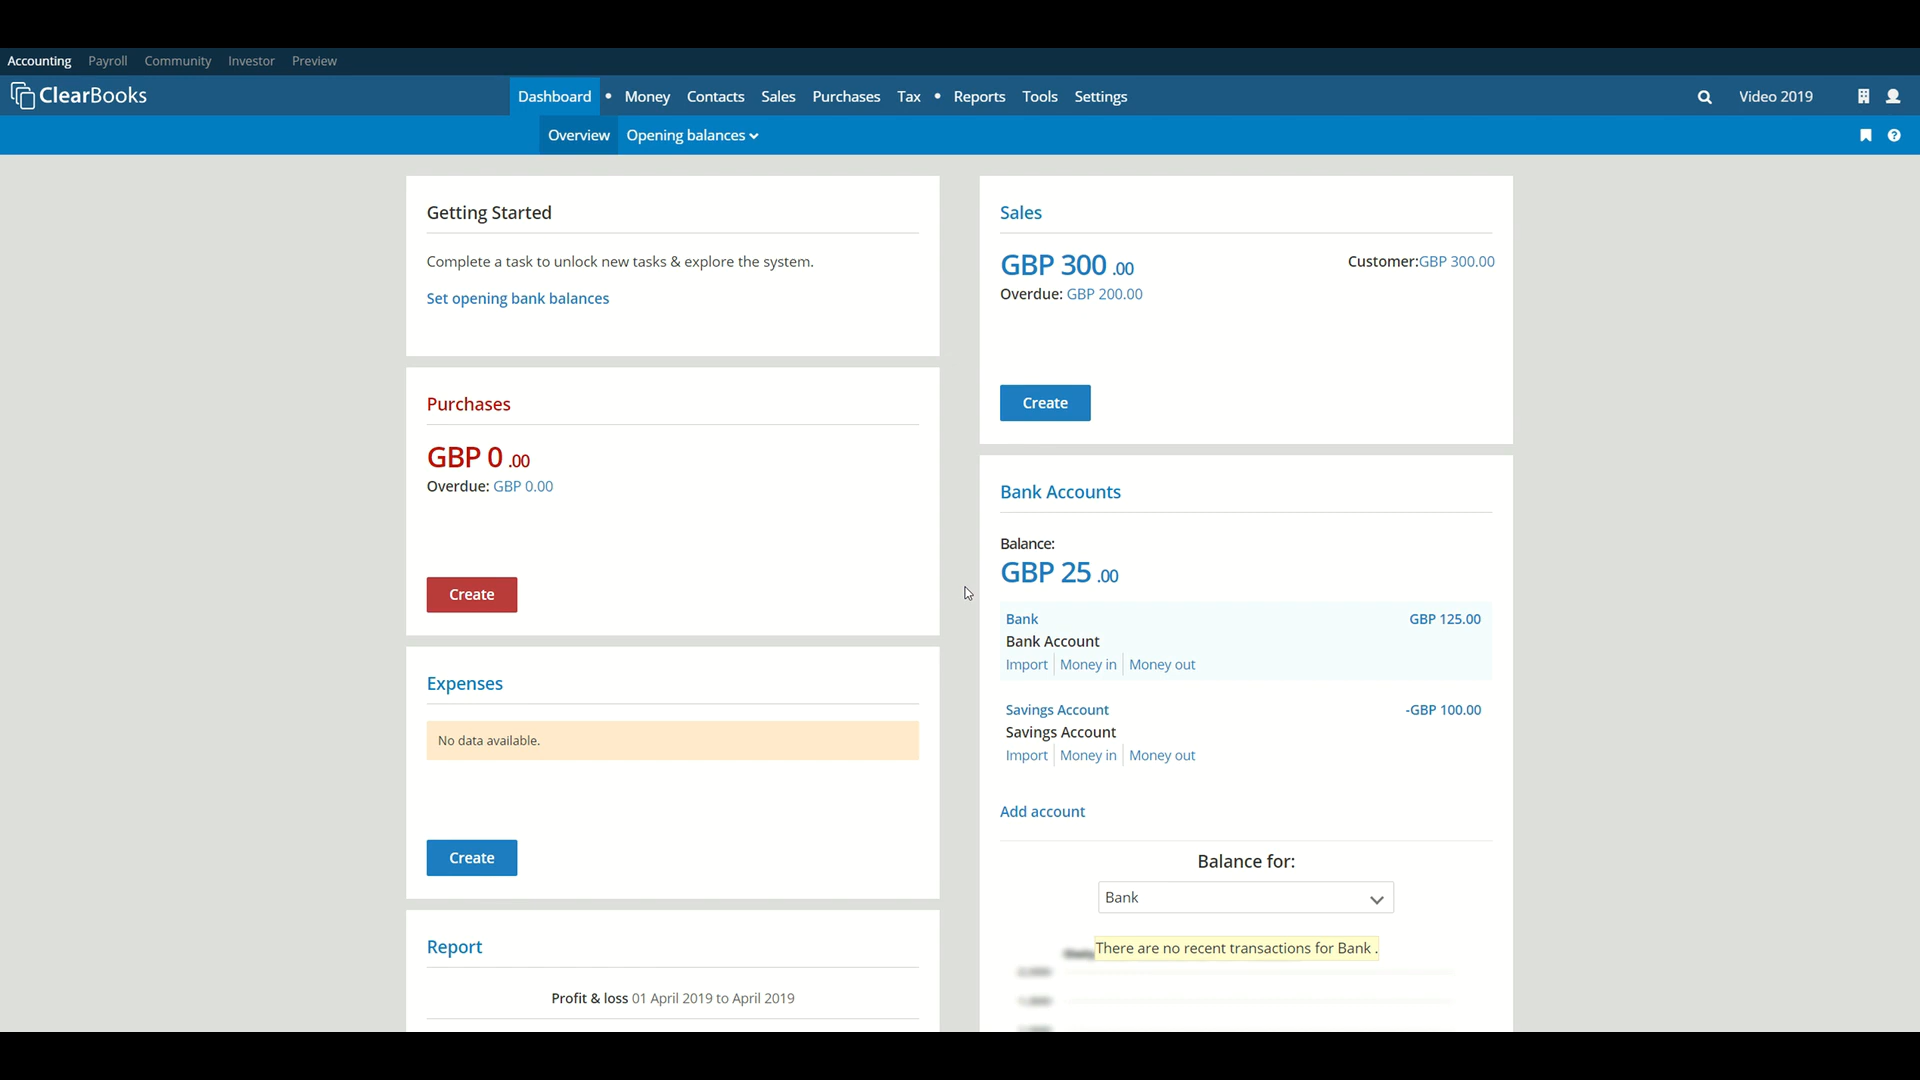 Accounting Payroll Community Investor Preview
ClearBooks Dashboard • Money Contacts Sales Purchases Tax • Reports Tools Settings Video 2019
Overview Opening balances
Getting Started
Complete a task to unlock new tasks & explore the system.
Set opening bank balances
Purchases
GBP 0 .00
Overdue: GBP 0.00
Create
Expenses
No data available.
Create
Report
Profit & loss 01 April 2019 to April 2019
Sales
GBP 300 .00 Customer:GBP 300.00
Overdue: GBP 200.00
Create
Bank Accounts
Balance:
GBP 25 .00
Bank GBP 125.00
Bank Account
Import Money in Money out
Savings Account -GBP 100.00
Savings Account
Import Money in Money out
Add account
Balance for:
Bank
There are no recent transactions for Bank .